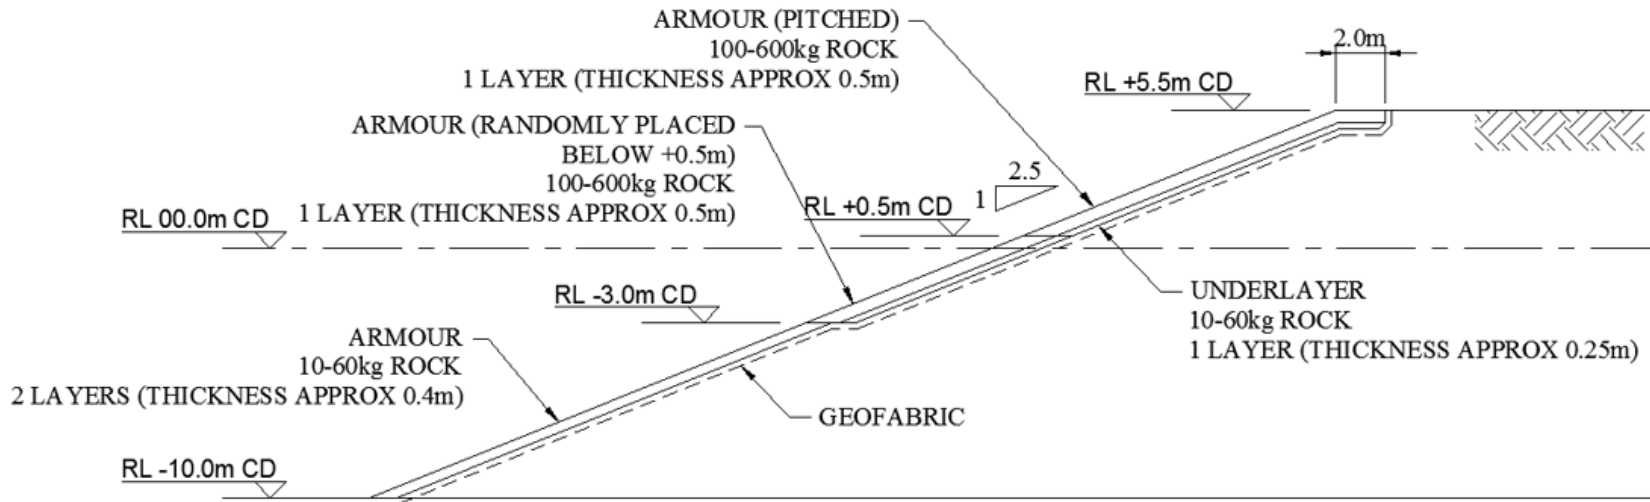 ARMOUR (PITCHED)
100-600kg ROCK
1 LAYER (THICKNESS APPROX 0.5m)
2.0m
RL +5.5m CD
ARMOUR (RANDOMLY PLACED
BELOW +0.5m)
100-600kg ROCK
1 LAYER (THICKNESS APPROX 0.5m)
2.5
1
RL +0.5m CD
RL 00.0m CD
RL -3.0m CD
UNDERLAYER
10-60kg ROCK
1 LAYER (THICKNESS APPROX 0.25m)
ARMOUR
10-60kg ROCK
2 LAYERS (THICKNESS APPROX 0.4m)
GEOFABRIC
RL -10.0m CD